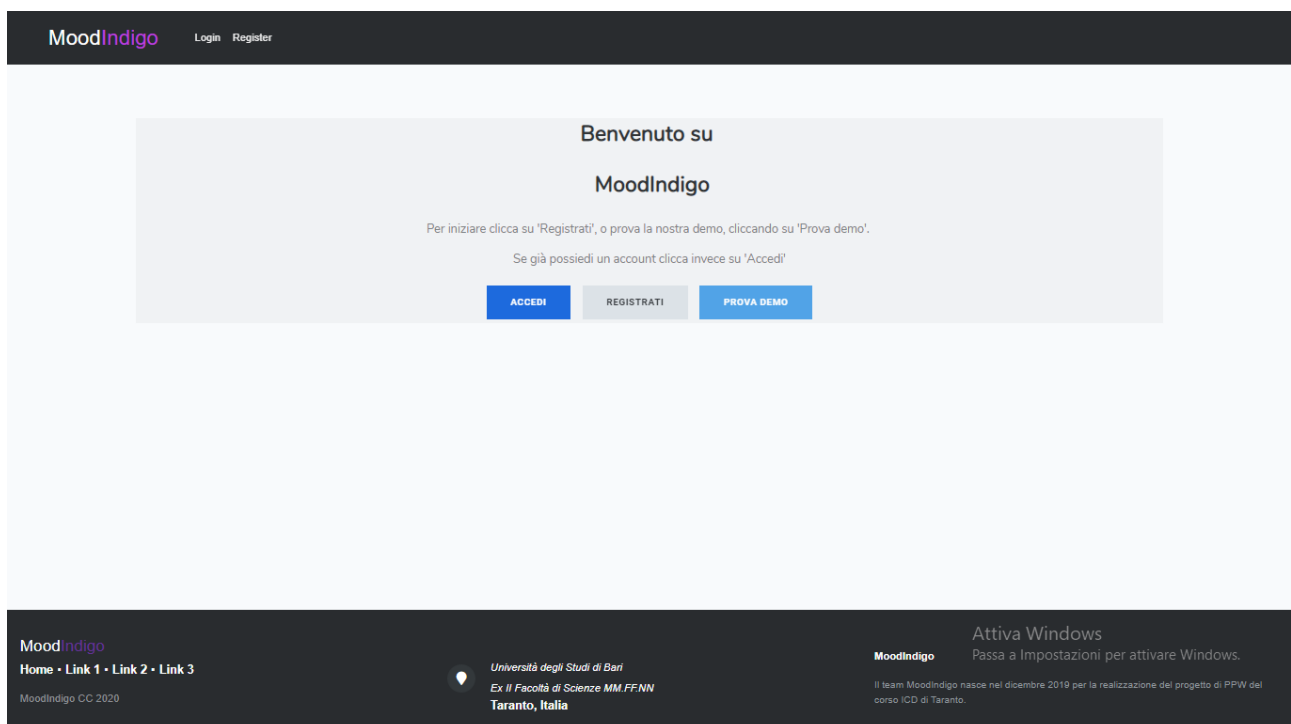 MoodIndigo
Login Register
Benvenuto su
MoodIndigo
Per iniziare clicca su 'Registrati', o prova la nostra demo, cliccando su 'Prova demo'.
Se già possiedi un account clicca invece su 'Accedi'
ACCEDI REGISTRATI PROVA DEMO
MoodIndigo
Home · Link 1 · Link 2 · Link 3
MoodIndigo CC 2020
Università degli Studi di Bari
Ex II Facoltà di Scienze MM.FF.NN
Taranto, Italia
MoodIndigo
Il team MoodIndigo nasce nel dicembre 2019 per la realizzazione del progetto di PPW del
corso ICD di Taranto.
Attiva Windows
Passa a Impostazioni per attivare Windows.